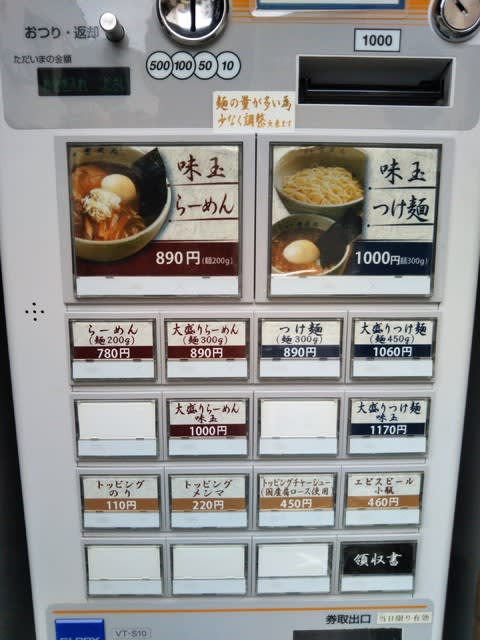 おつり・返却
ただいまの金額
500 100 50 10
1000
麺の量が多い為
少なく調整出来ます
味玉
らーめん
890円(麺200g)
味玉
つけ麺
1000円(麺300g)
らーめん
(麺200g)
780円
大盛りらーめん
(麺300g)
890円
つけ麺
(麺300g)
890円
大盛りつけ麺
(麺450g)
1060円
大盛りらーめん
味玉
1000円
大盛りつけ麺
味玉
1170円
トッピング
のり
110円
トッピング
メンマ
220円
トッピングチャーシュー
(国産肩ロース使用)
450円
エビスビール
小瓶
460円
領収書
VT-S10
券取出口
当日限り有効